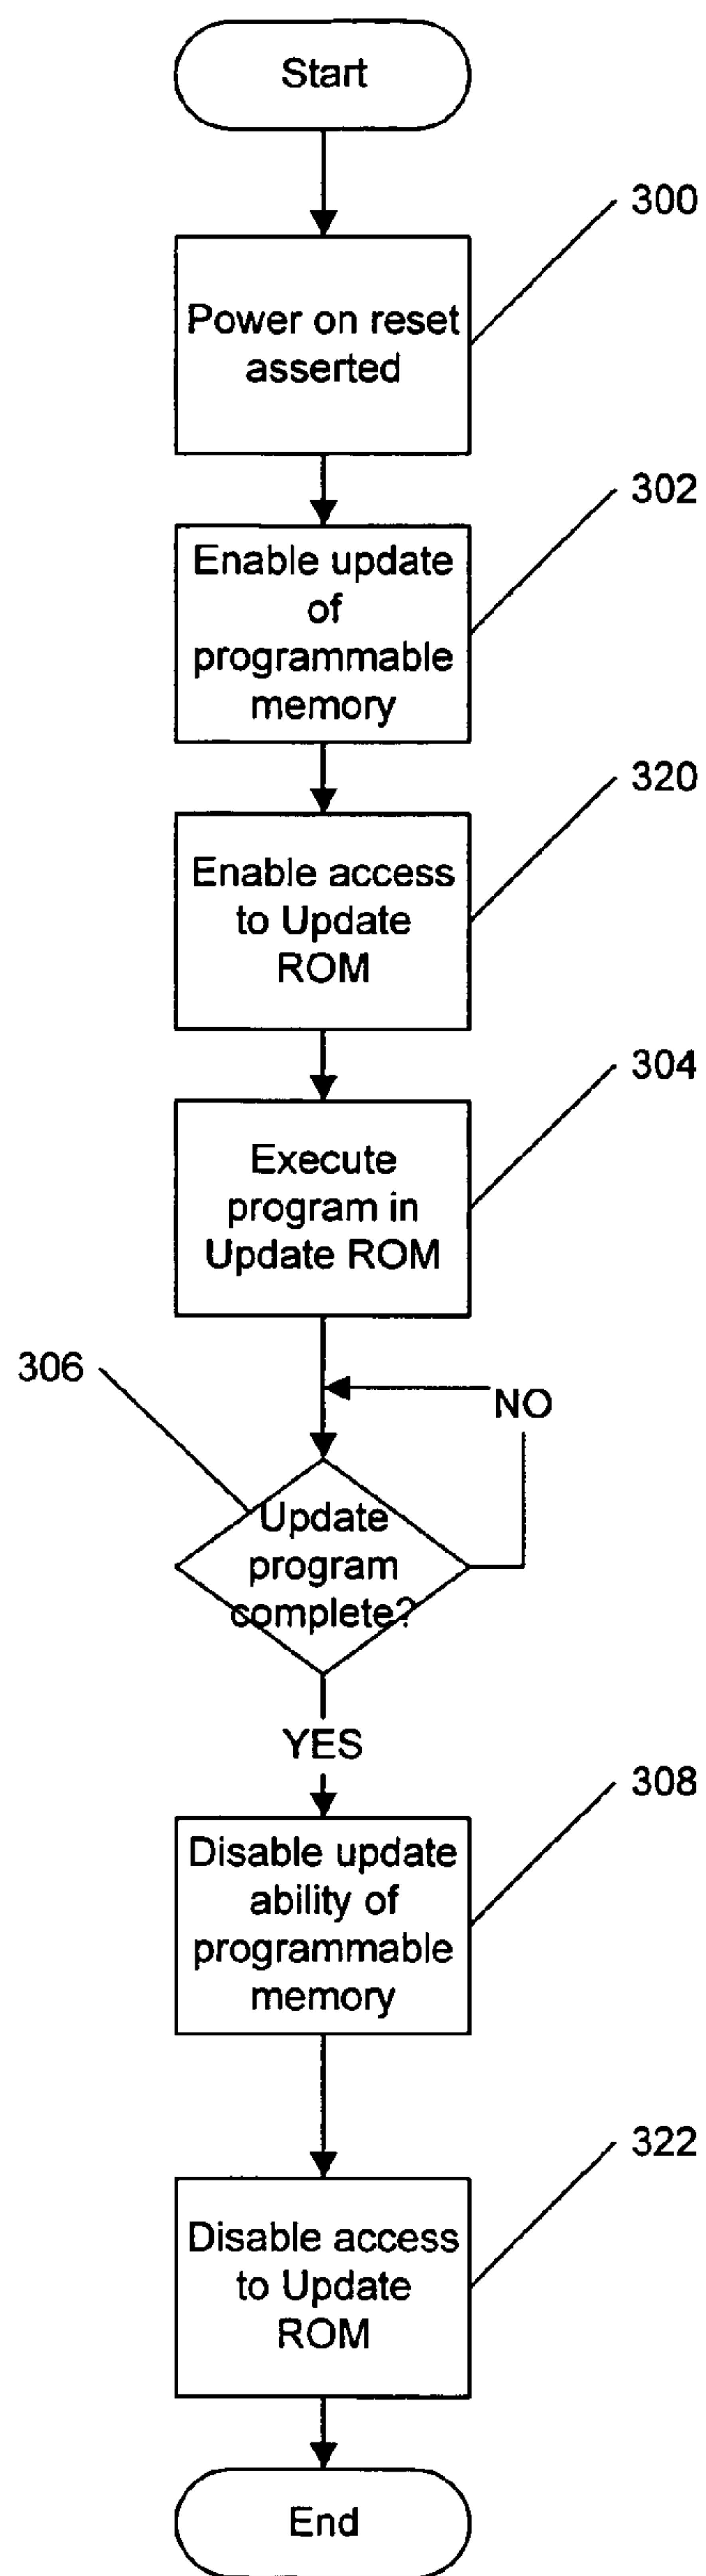 Start
300
Power on reset
asserted
302
Enable update
of
programmable
memory
320
Enable access
to Update
ROM
304
Execute
program in
Update ROM
306
NO
Update
program
complete?
YES
308
Disable update
ability of
programmable
memory
322
Disable access
to Update
ROM
End